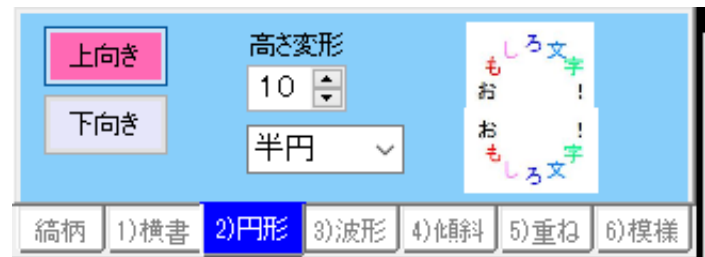 上向き
下向き
高さ変形
10
半円
おもしろ文字!
おもしろ文字!
縞柄 1)横書 2)円形 3)波形 4)傾斜 5)重ね 6)模様